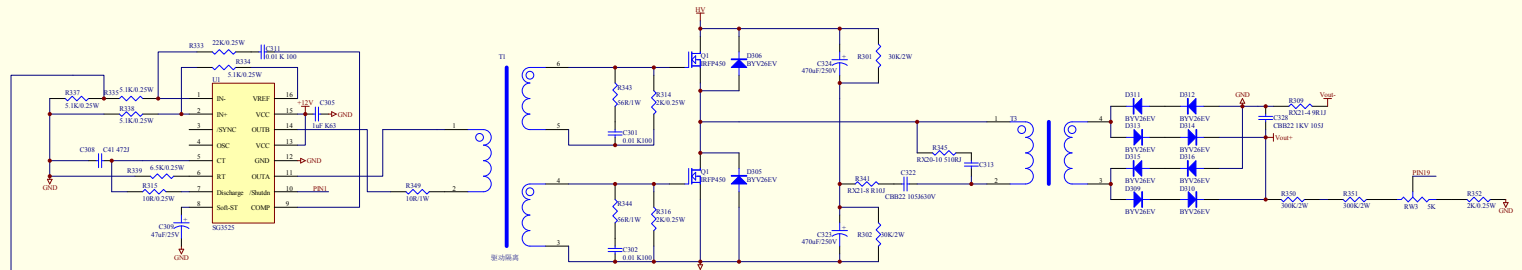 HV
R333
22K/0.25W
C311
0.01 K 100
R334
5.1K/0.25W
U1
R337
5.1K/0.25W
R335
5.1K/0.25W
R338
5.1K/0.25W
1
IN-
VREF
16
2
IN+
VCC
15
3
/SYNC
OUTB
14
4
OSC
VCC
13
5
CT
GND
12
6
RT
OUTA
11
7
Discharge
/Shutdn
10
8
Soft-ST
COMP
9
SG3525
+12V
C305
1uF K63
GND
GND
PIN1
C308
C41 472J
R339
6.5K/0.25W
R315
10R/0.25W
GND
C309
47uF/25V
GND
R349
10R/1W
T1
1
2
6
5
4
3
驱动隔离
R343
56R/1W
R314
2K/0.25W
C301
0.01 K100
R344
56R/1W
R316
2K/0.25W
C302
0.01 K100
Q1
IRFP450
D306
BYV26EV
Q1
IRFP450
D305
BYV26EV
C324
470uF/250V
R301
30K/2W
C323
470uF/250V
R302
30K/2W
R341
RX21-8 R10J
C322
CBB22 105J630V
R345
RX20-10 510RJ
C313
T3
1
2
4
3
D311
BYV26EV
D312
BYV26EV
D313
BYV26EV
D314
BYV26EV
D315
BYV26EV
D316
BYV26EV
D309
BYV26EV
D310
BYV26EV
GND
R309
RX21-4 9R1J
Vout-
C328
CBB22 1KV 105J
Vout+
R350
300K/2W
R351
300K/2W
PIN19
RW3
5K
R352
2K/0.25W
GND